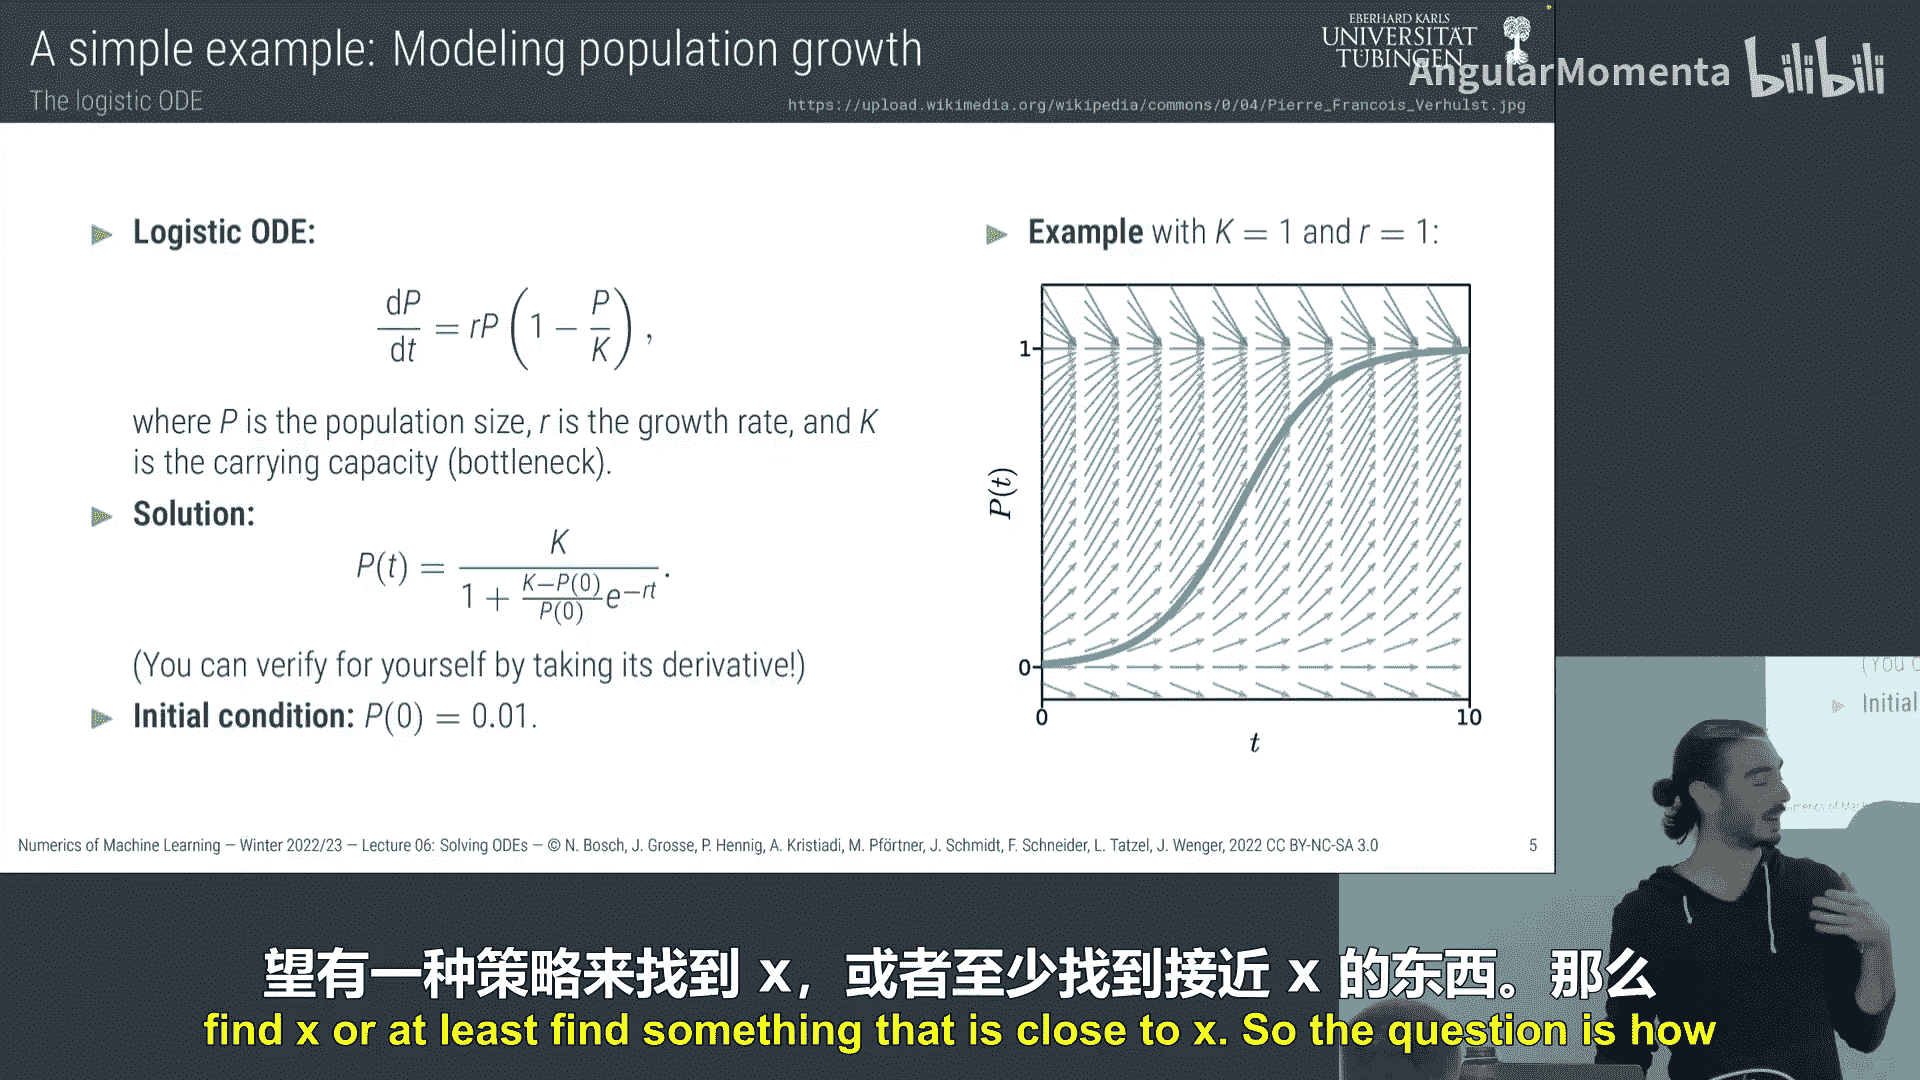 A simple example: Modeling population growth
The logistic ODE
EBERHARD KARLS
UNIVERSITÄT
TÜBINGEN
AngularMomenta bilibili
https://upload.wikimedia.org/wikipedia/commons/0/04/Pierre_Francois_Verhulst.jpg
Logistic ODE:
dP/dt = rP (1 − P/K),
where P is the population size, r is the growth rate, and K
is the carrying capacity (bottleneck).
Solution:
P(t) = K / (1 + (K−P(0))/P(0) e^{−rt}).
(You can verify for yourself by taking its derivative!)
Initial condition: P(0) = 0.01.
Example with K = 1 and r = 1:
1
P(t)
0
0 10
t
Numerics of Machine Learning — Winter 2022/23 — Lecture 06: Solving ODEs — © N. Bosch, J. Grosse, P. Hennig, A. Kristiadi, M. Pförtner, J. Schmidt, F. Schneider, L. Tatzel, J. Wenger, 2022 CC BY-NC-SA 3.0 5
(You
Initial
望有一种策略来找到 x，或者至少找到接近 x 的东西。那么
find x or at least find something that is close to x. So the question is how